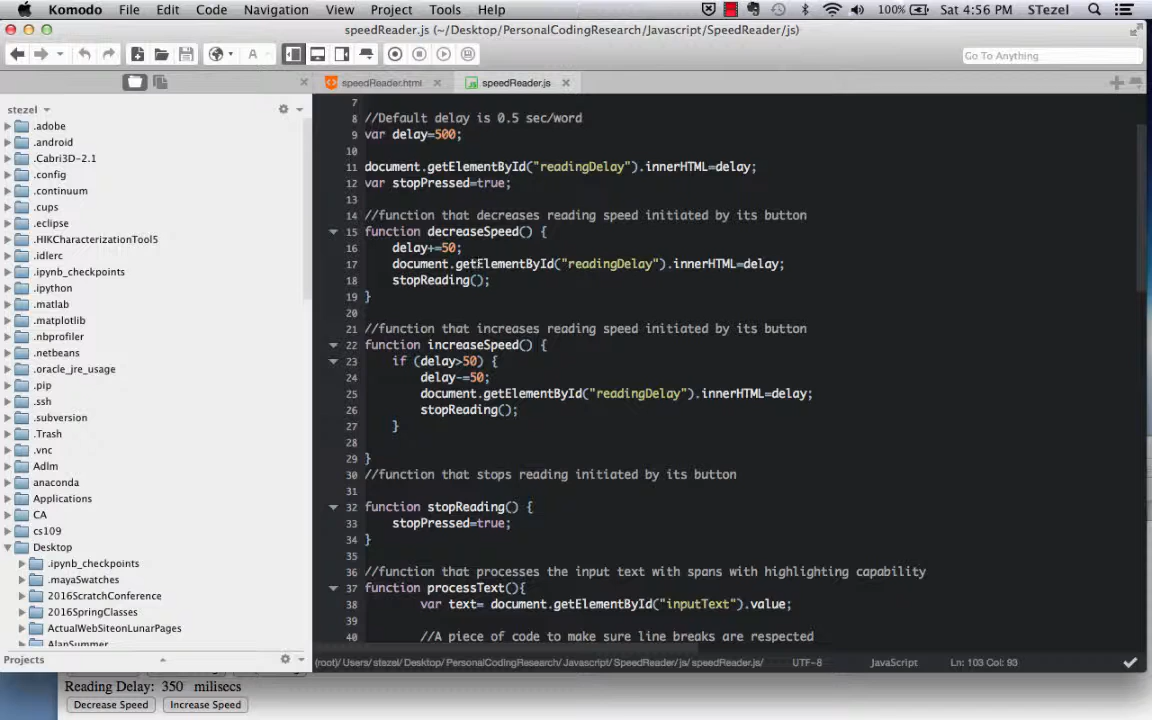 Komodo File Edit Code Navigation View Project Tools Help 100% Sat 4:56 PM STezel
speedReader.js (~/Desktop/PersonalCodingResearch/Javascript/SpeedReader/js)
Go To Anything
speedReader.html speedReader.js
stezel
.adobe
.android
.Cabri3D-2.1
.config
.continuum
.cups
.eclipse
.HIKCharacterizationTool5
.idlerc
.ipynb_checkpoints
.ipython
.matlab
.matplotlib
.nbprofiler
.netbeans
.oracle_jre_usage
.pip
.ssh
.subversion
.Trash
.vnc
Adlm
anaconda
Applications
CA
cs109
Desktop
.ipynb_checkpoints
.mayaSwatches
2016ScratchConference
2016SpringClasses
ActualWebSiteonLunarPages
AlanSummer
Projects
7
8 //Default delay is 0.5 sec/word
9 var delay=500;
10
11 document.getElementById("readingDelay").innerHTML=delay;
12 var stopPressed=true;
13
14 //function that decreases reading speed initiated by its button
15 function decreaseSpeed() {
16 delay+=50;
17 document.getElementById("readingDelay").innerHTML=delay;
18 stopReading();
19 }
20
21 //function that increases reading speed initiated by its button
22 function increaseSpeed() {
23 if (delay>50) {
24 delay-=50;
25 document.getElementById("readingDelay").innerHTML=delay;
26 stopReading();
27 }
28
29 }
30 //function that stops reading initiated by its button
31
32 function stopReading() {
33 stopPressed=true;
34 }
35
36 //function that processes the input text with spans with highlighting capability
37 function processText(){
38 var text= document.getElementById("inputText").value;
39
40 //A piece of code to make sure line breaks are respected
(root)/Users/stezel/Desktop/PersonalCodingResearch/Javascript/SpeedReader/js/speedReader.js/ UTF-8 JavaScript Ln: 103 Col: 93
Reading Delay: 350 milisecs
Decrease Speed Increase Speed